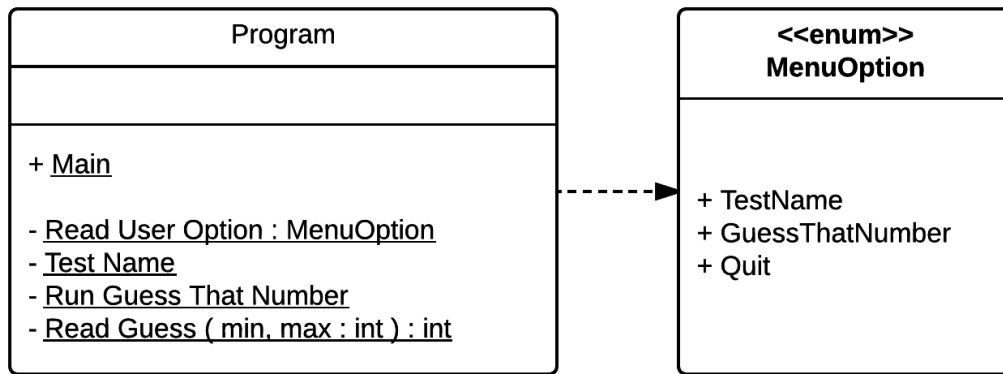 Program
+ Main
- Read User Option : MenuOption
- Test Name
- Run Guess That Number
- Read Guess ( min, max : int ) : int
<<enum>>
MenuOption
+ TestName
+ GuessThatNumber
+ Quit